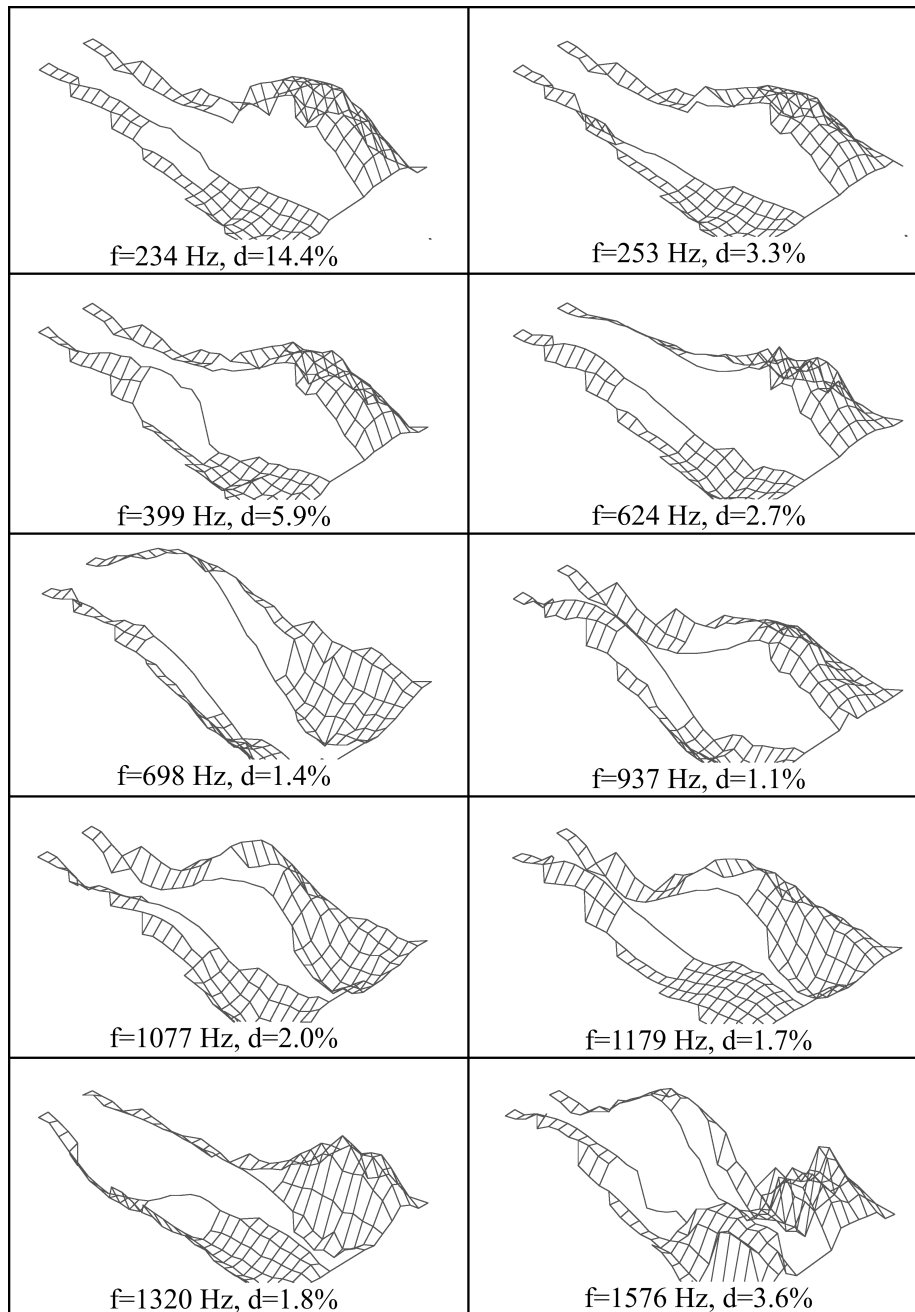 f=234 Hz, d=14.4%
f=253 Hz, d=3.3%
f=399 Hz, d=5.9%
f=624 Hz, d=2.7%
f=698 Hz, d=1.4%
f=937 Hz, d=1.1%
f=1077 Hz, d=2.0%
f=1179 Hz, d=1.7%
f=1320 Hz, d=1.8%
f=1576 Hz, d=3.6%